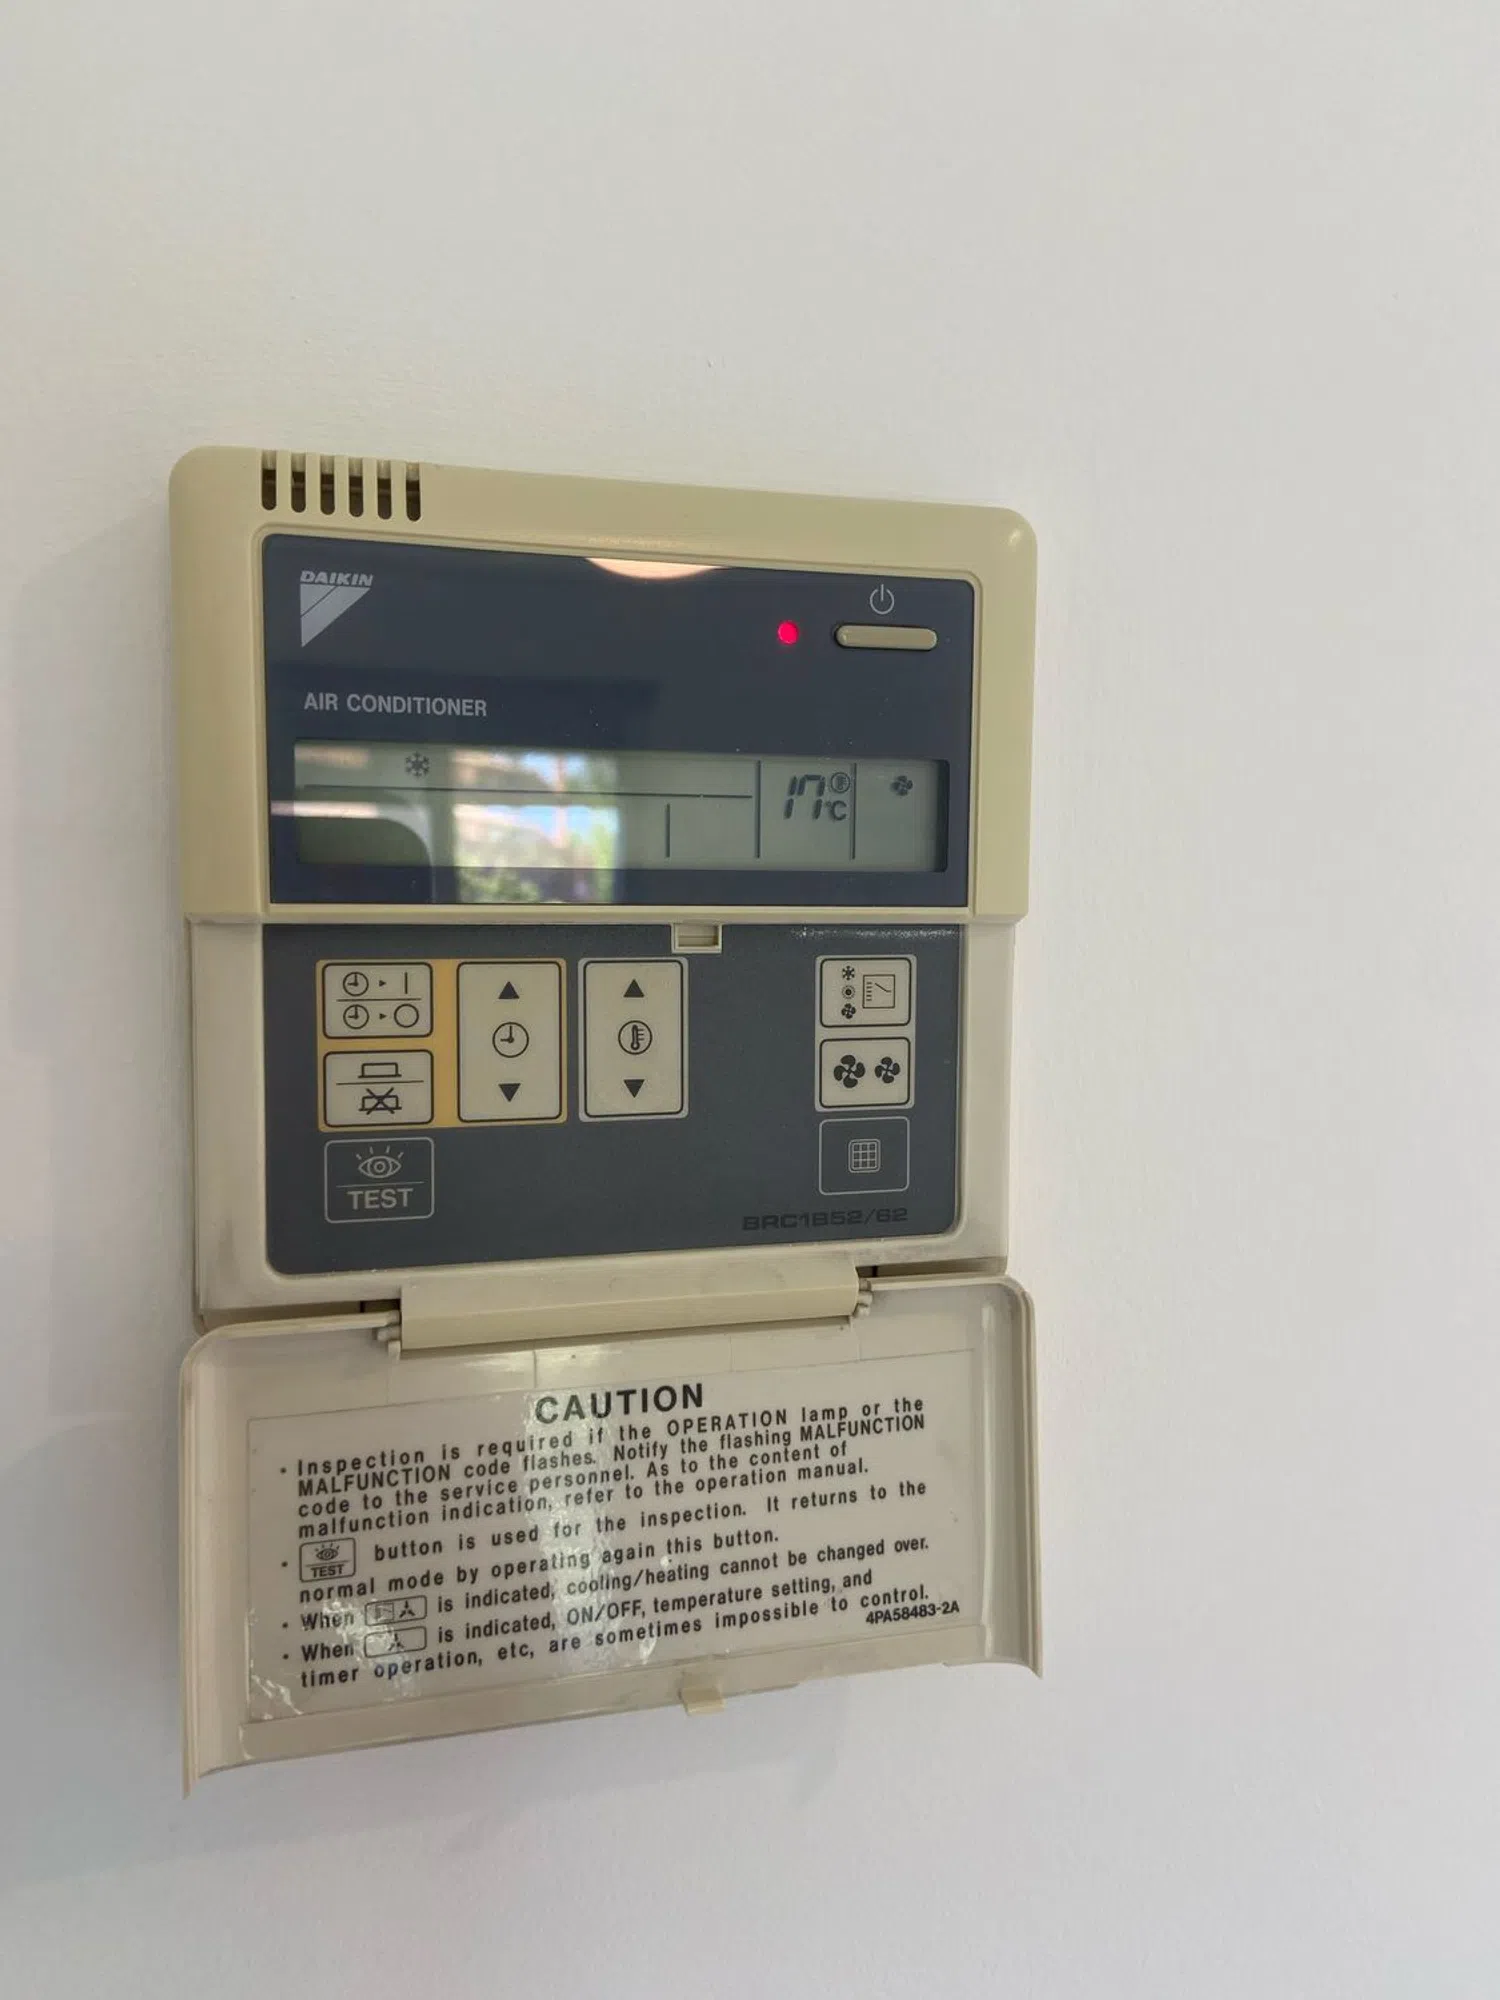 DAIKIN
AIR CONDITIONER
17 °C
TEST
BRC1B52/62
CAUTION
• Inspection is required if the OPERATION lamp or the
MALFUNCTION code flashes. Notify the flashing MALFUNCTION
code to the service personnel. As to the content of
malfunction indication, refer to the operation manual.
• TEST button is used for the inspection. It returns to the
normal mode by operating again this button.
• When is indicated, cooling/heating cannot be changed over.
• When is indicated, ON/OFF, temperature setting, and
timer operation, etc, are sometimes impossible to control.
4PA58483-2A